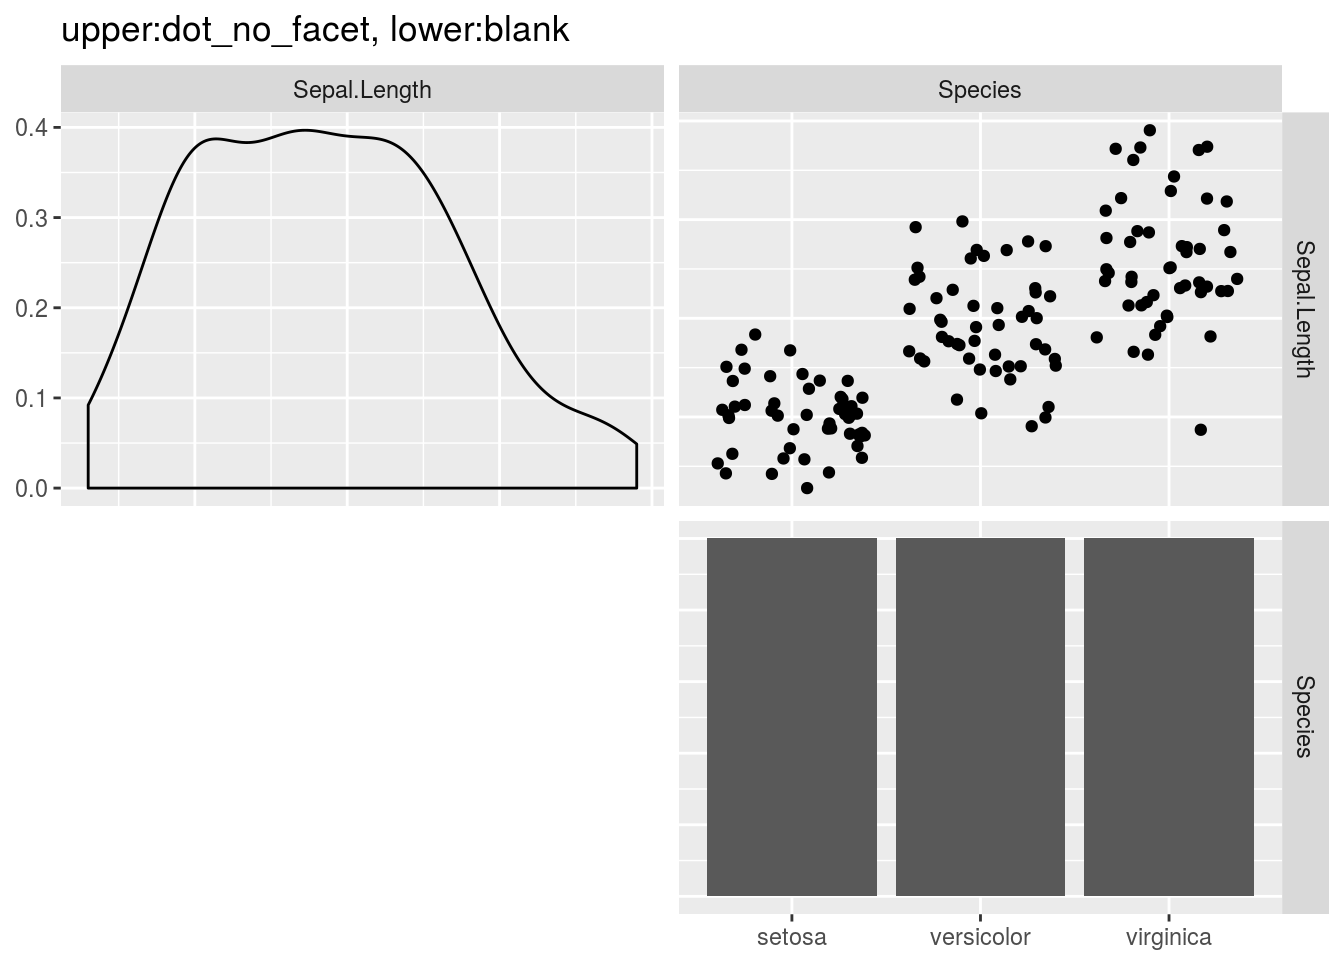 upper:dot_no_facet, lower:blank
Sepal.Length
Species
0.4
0.3
0.2
0.1
0.0
Sepal.Length
Species
setosa
versicolor
virginica